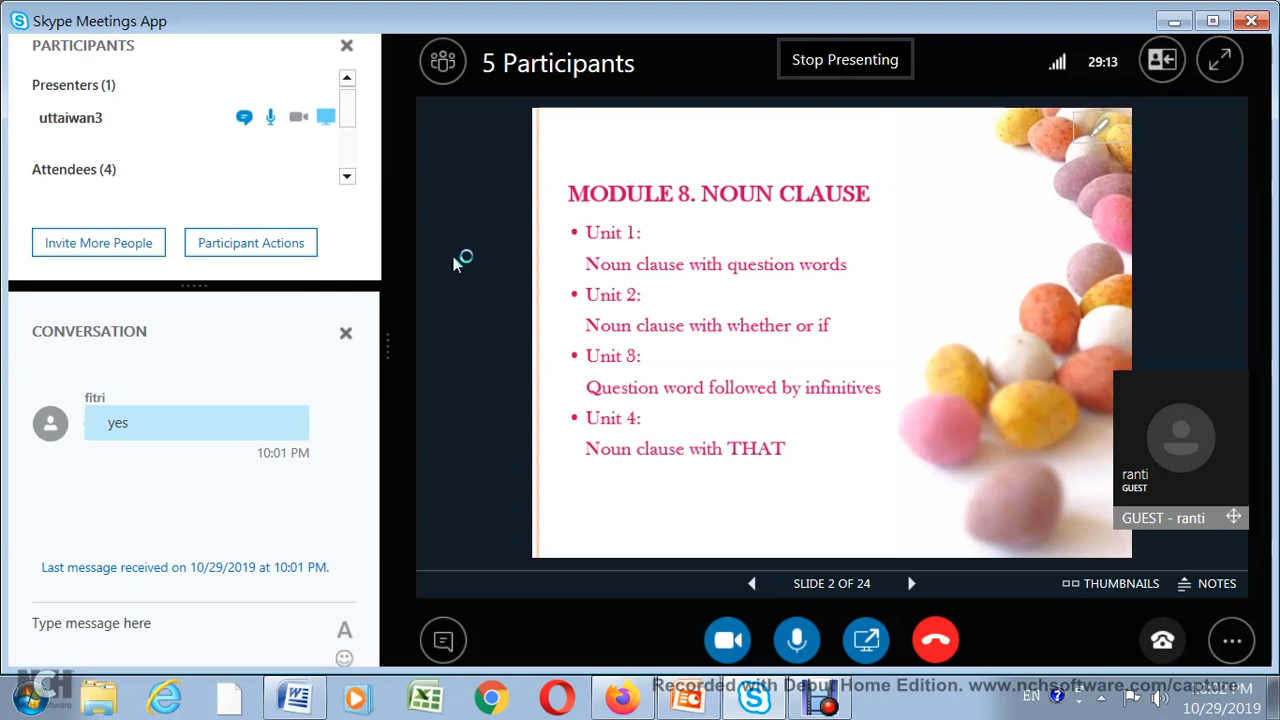 Skype Meetings App
PARTICIPANTS
Presenters (1)
uttaiwan3
Attendees (4)
Invite More People
Participant Actions
CONVERSATION
fitri
yes
10:01 PM
Last message received on 10/29/2019 at 10:01 PM.
Type message here
A
5 Participants
Stop Presenting
29:13
MODULE 8. NOUN CLAUSE
• Unit 1:
Noun clause with question words
• Unit 2:
Noun clause with whether or if
• Unit 3:
Question word followed by infinitives
• Unit 4:
Noun clause with THAT
ranti
GUEST
GUEST - ranti
SLIDE 2 OF 24
THUMBNAILS
NOTES
NCH
Software
Recorded with Debut Home Edition. www.nchsoftware.com/capture
EN
10:02 PM
10/29/2019